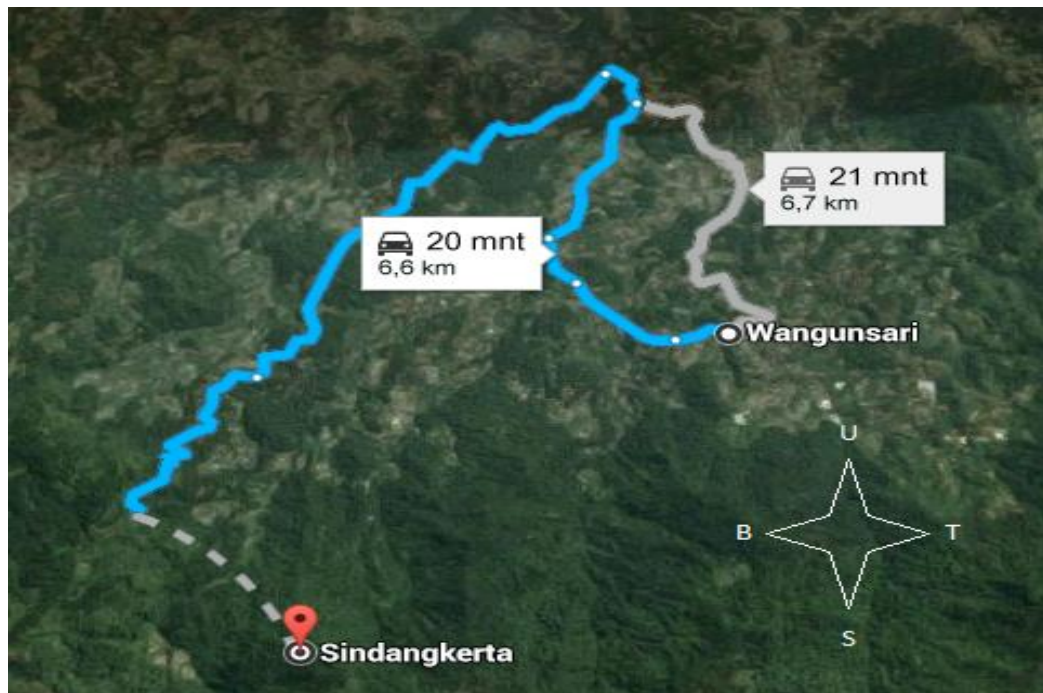 21 mnt
6,7 km
20 mnt
6,6 km
Wangunsari
U
B
T
S
Sindangkerta